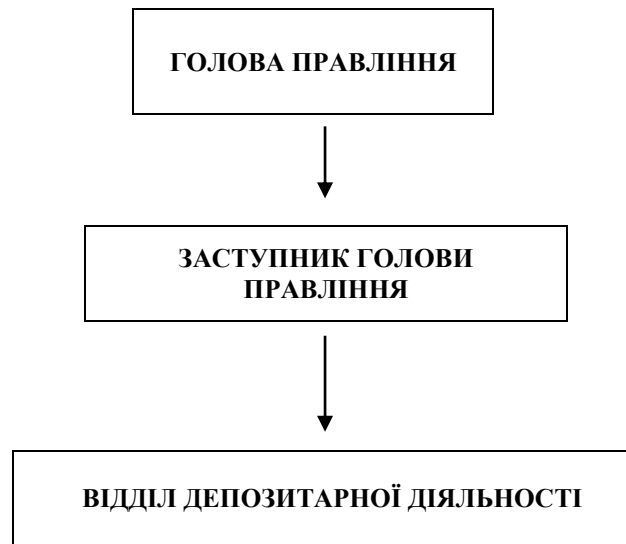 ГОЛОВА ПРАВЛІННЯ
ЗАСТУПНИК ГОЛОВИ
ПРАВЛІННЯ
ВІДДІЛ ДЕПОЗИТАРНОЇ ДІЯЛЬНОСТІ